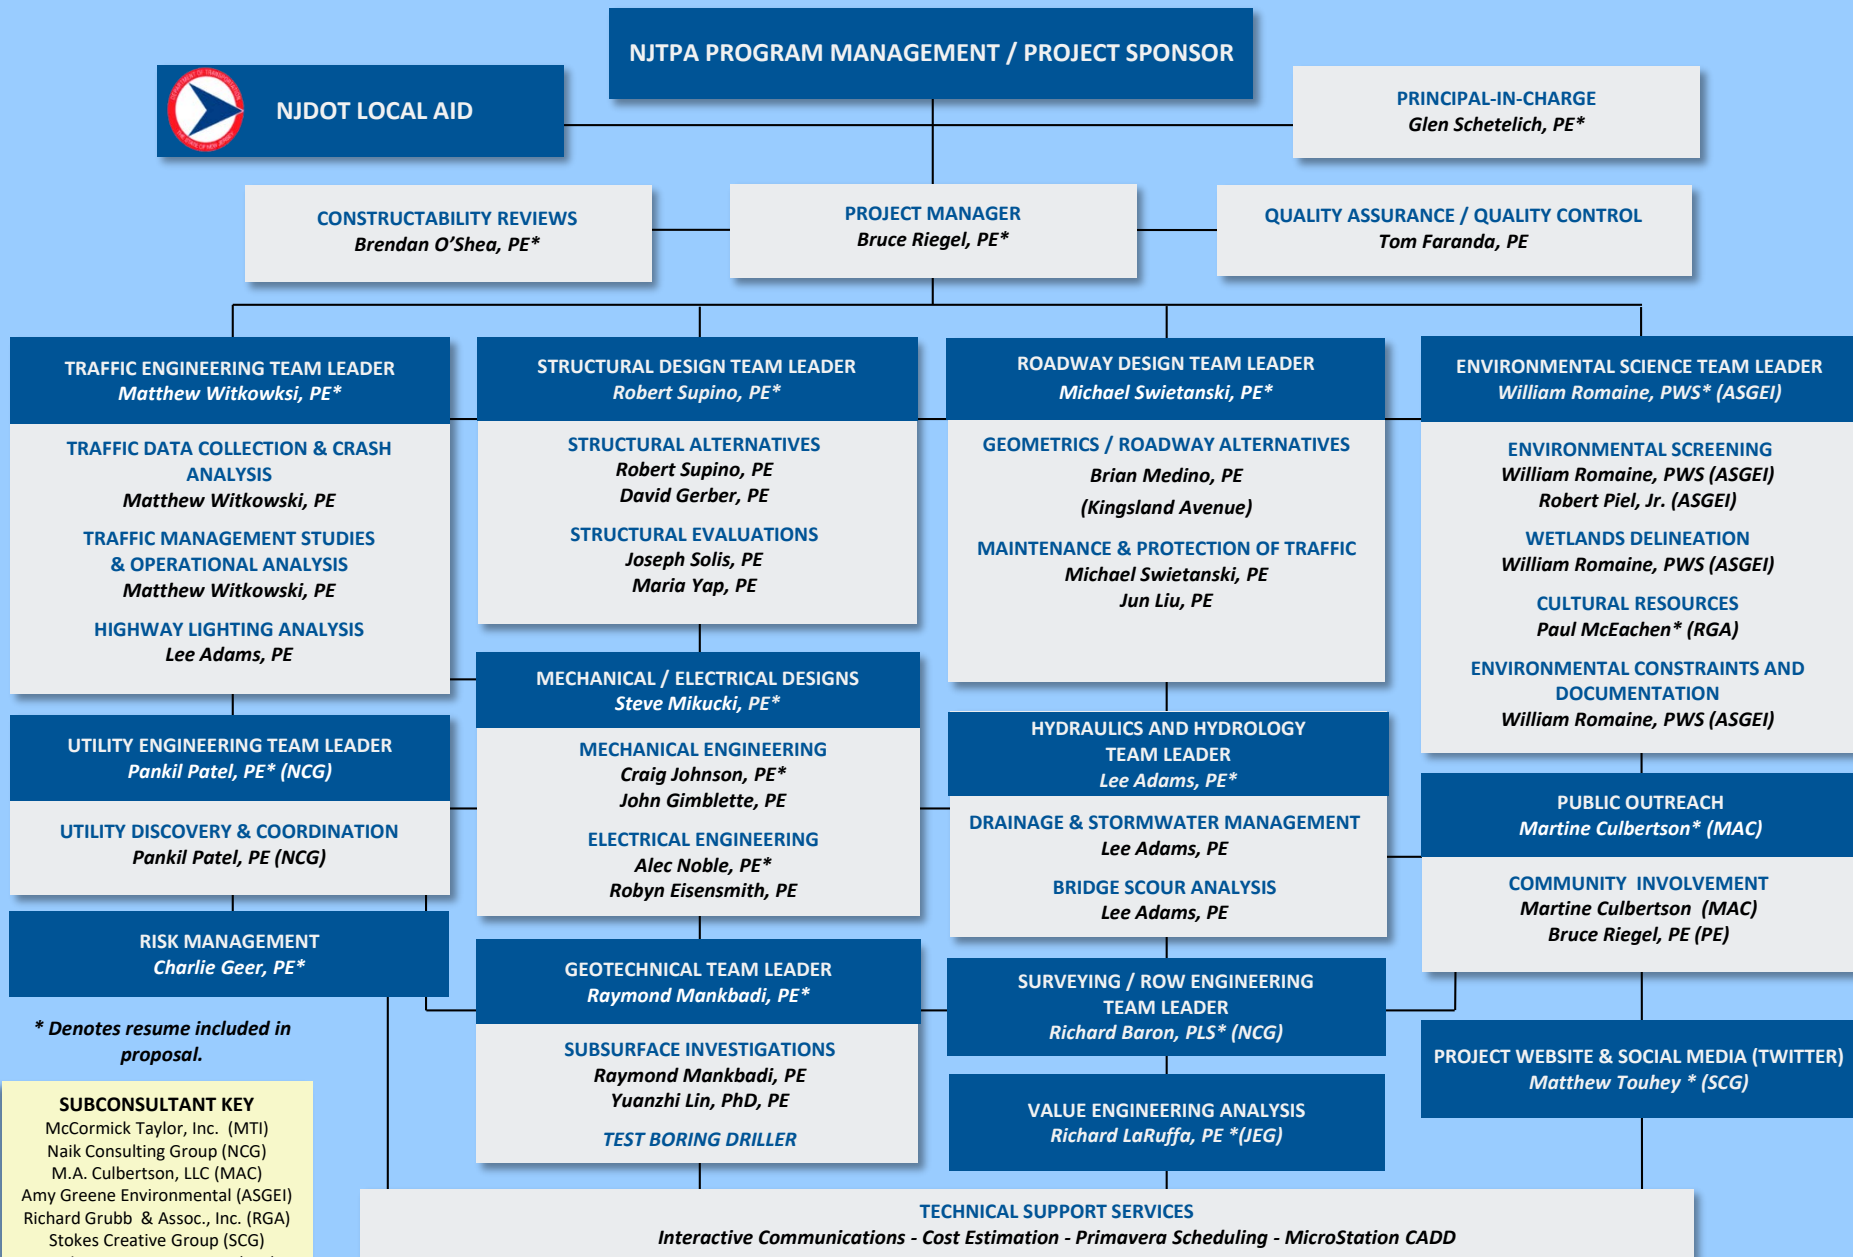 NJTPA PROGRAM MANAGEMENT / PROJECT SPONSOR
NJDOT LOCAL AID
PRINCIPAL-IN-CHARGE
Glen Schetelich, PE*
CONSTRUCTABILITY REVIEWS
Brendan O'Shea, PE*
PROJECT MANAGER
Bruce Riegel, PE*
QUALITY ASSURANCE / QUALITY CONTROL
Tom Faranda, PE
TRAFFIC ENGINEERING TEAM LEADER
Matthew Witkowksi, PE*
TRAFFIC DATA COLLECTION & CRASH
ANALYSIS
Matthew Witkowski, PE
TRAFFIC MANAGEMENT STUDIES
& OPERATIONAL ANALYSIS
Matthew Witkowski, PE
HIGHWAY LIGHTING ANALYSIS
Lee Adams, PE
UTILITY ENGINEERING TEAM LEADER
Pankil Patel, PE* (NCG)
UTILITY DISCOVERY & COORDINATION
Pankil Patel, PE (NCG)
RISK MANAGEMENT
Charlie Geer, PE*
* Denotes resume included in
proposal.
SUBCONSULTANT KEY
McCormick Taylor, Inc. (MTI)
Naik Consulting Group (NCG)
M.A. Culbertson, LLC (MAC)
Amy Greene Environmental (ASGEI)
Richard Grubb & Assoc., Inc. (RGA)
Stokes Creative Group (SCG)
STRUCTURAL DESIGN TEAM LEADER
Robert Supino, PE*
STRUCTURAL ALTERNATIVES
Robert Supino, PE
David Gerber, PE
STRUCTURAL EVALUATIONS
Joseph Solis, PE
Maria Yap, PE
MECHANICAL / ELECTRICAL DESIGNS
Steve Mikucki, PE*
MECHANICAL ENGINEERING
Craig Johnson, PE*
John Gimblette, PE
ELECTRICAL ENGINEERING
Alec Noble, PE*
Robyn Eisensmith, PE
GEOTECHNICAL TEAM LEADER
Raymond Mankbadi, PE*
SUBSURFACE INVESTIGATIONS
Raymond Mankbadi, PE
Yuanzhi Lin, PhD, PE
TEST BORING DRILLER
ROADWAY DESIGN TEAM LEADER
Michael Swietanski, PE*
GEOMETRICS / ROADWAY ALTERNATIVES
Brian Medino, PE
(Kingsland Avenue)
MAINTENANCE & PROTECTION OF TRAFFIC
Michael Swietanski, PE
Jun Liu, PE
HYDRAULICS AND HYDROLOGY
TEAM LEADER
Lee Adams, PE*
DRAINAGE & STORMWATER MANAGEMENT
Lee Adams, PE
BRIDGE SCOUR ANALYSIS
Lee Adams, PE
SURVEYING / ROW ENGINEERING
TEAM LEADER
Richard Baron, PLS* (NCG)
VALUE ENGINEERING ANALYSIS
Richard LaRuffa, PE *(JEG)
ENVIRONMENTAL SCIENCE TEAM LEADER
William Romaine, PWS* (ASGEI)
ENVIRONMENTAL SCREENING
William Romaine, PWS (ASGEI)
Robert Piel, Jr. (ASGEI)
WETLANDS DELINEATION
William Romaine, PWS (ASGEI)
CULTURAL RESOURCES
Paul McEachen* (RGA)
ENVIRONMENTAL CONSTRAINTS AND
DOCUMENTATION
William Romaine, PWS (ASGEI)
PUBLIC OUTREACH
Martine Culbertson* (MAC)
COMMUNITY INVOLVEMENT
Martine Culbertson (MAC)
Bruce Riegel, PE (PE)
PROJECT WEBSITE & SOCIAL MEDIA (TWITTER)
Matthew Touhey * (SCG)
TECHNICAL SUPPORT SERVICES
Interactive Communications - Cost Estimation - Primavera Scheduling - MicroStation CADD